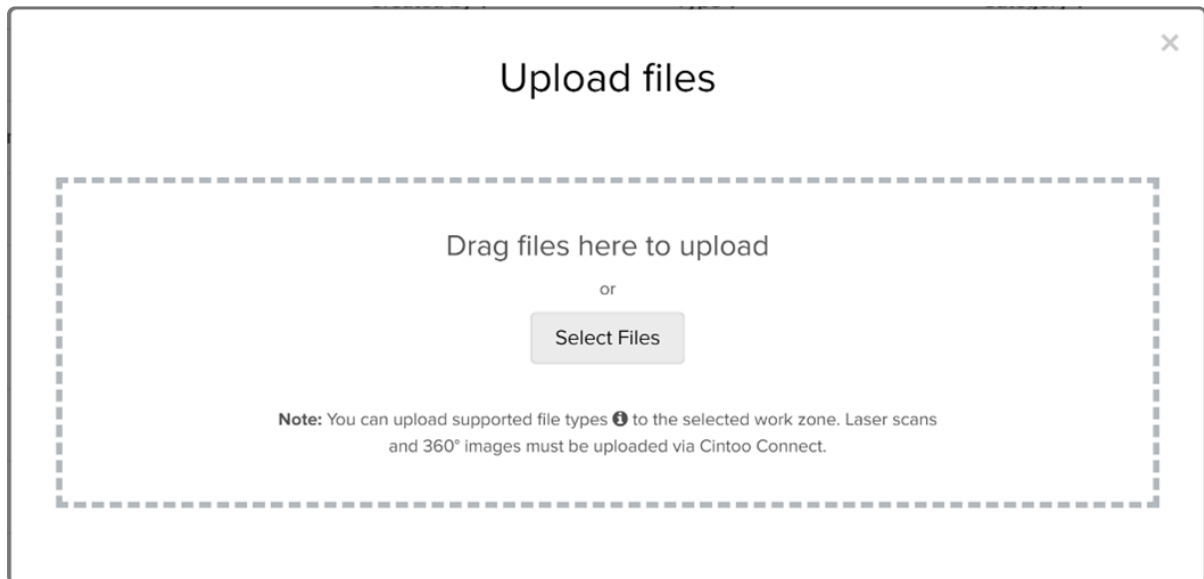 Upload files
Drag files here to upload
or
Select Files
Note: You can upload supported file types to the selected work zone. Laser scans
and 360° images must be uploaded via Cintoo Connect.